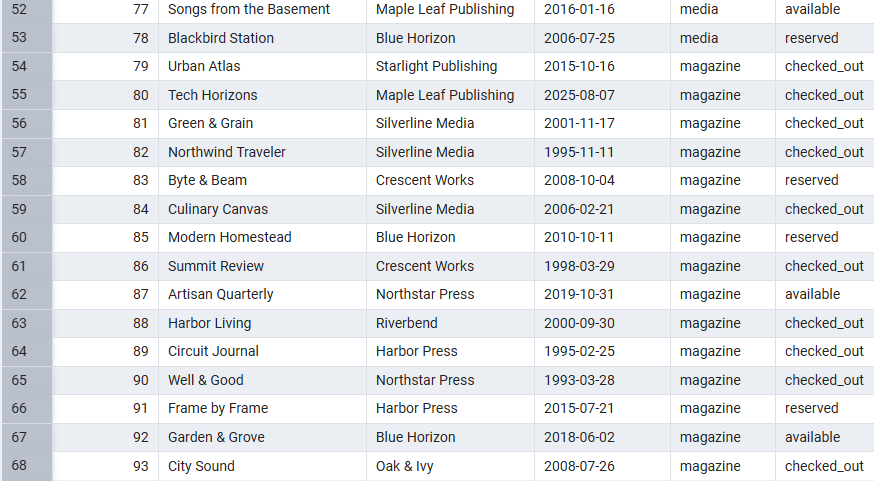 52 77 Songs from the Basement Maple Leaf Publishing 2016-01-16 media available
53 78 Blackbird Station Blue Horizon 2006-07-25 media reserved
54 79 Urban Atlas Starlight Publishing 2015-10-16 magazine checked_out
55 80 Tech Horizons Maple Leaf Publishing 2025-08-07 magazine checked_out
56 81 Green & Grain Silverline Media 2001-11-17 magazine checked_out
57 82 Northwind Traveler Silverline Media 1995-11-11 magazine checked_out
58 83 Byte & Beam Crescent Works 2008-10-04 magazine reserved
59 84 Culinary Canvas Silverline Media 2006-02-21 magazine checked_out
60 85 Modern Homestead Blue Horizon 2010-10-11 magazine reserved
61 86 Summit Review Crescent Works 1998-03-29 magazine checked_out
62 87 Artisan Quarterly Northstar Press 2019-10-31 magazine available
63 88 Harbor Living Riverbend 2000-09-30 magazine checked_out
64 89 Circuit Journal Harbor Press 1995-02-25 magazine checked_out
65 90 Well & Good Northstar Press 1993-03-28 magazine checked_out
66 91 Frame by Frame Harbor Press 2015-07-21 magazine reserved
67 92 Garden & Grove Blue Horizon 2018-06-02 magazine available
68 93 City Sound Oak & Ivy 2008-07-26 magazine checked_out